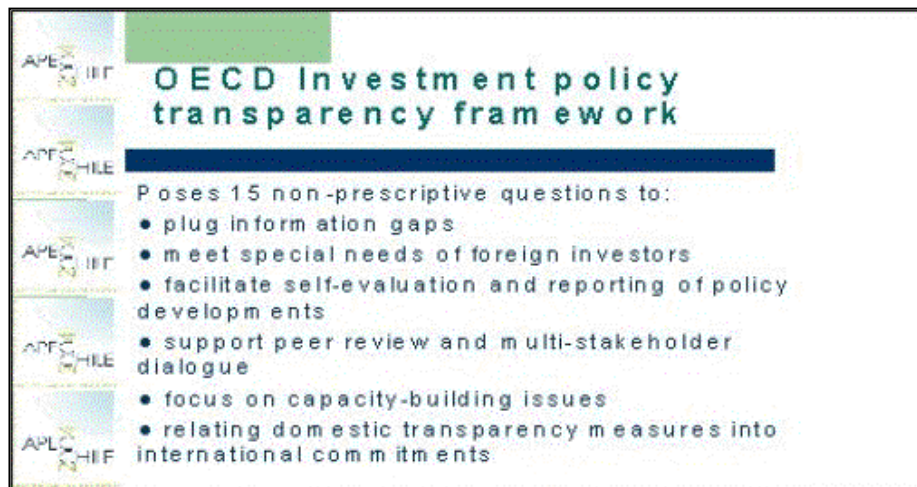 OECD Investment policy
transparency framework
Poses 15 non-prescriptive questions to:
• plug information gaps
• meet special needs of foreign investors
• facilitate self-evaluation and reporting of policy
developments
• support peer review and multi-stakeholder
dialogue
• focus on capacity-building issues
• relating domestic transparency measures into
international commitments